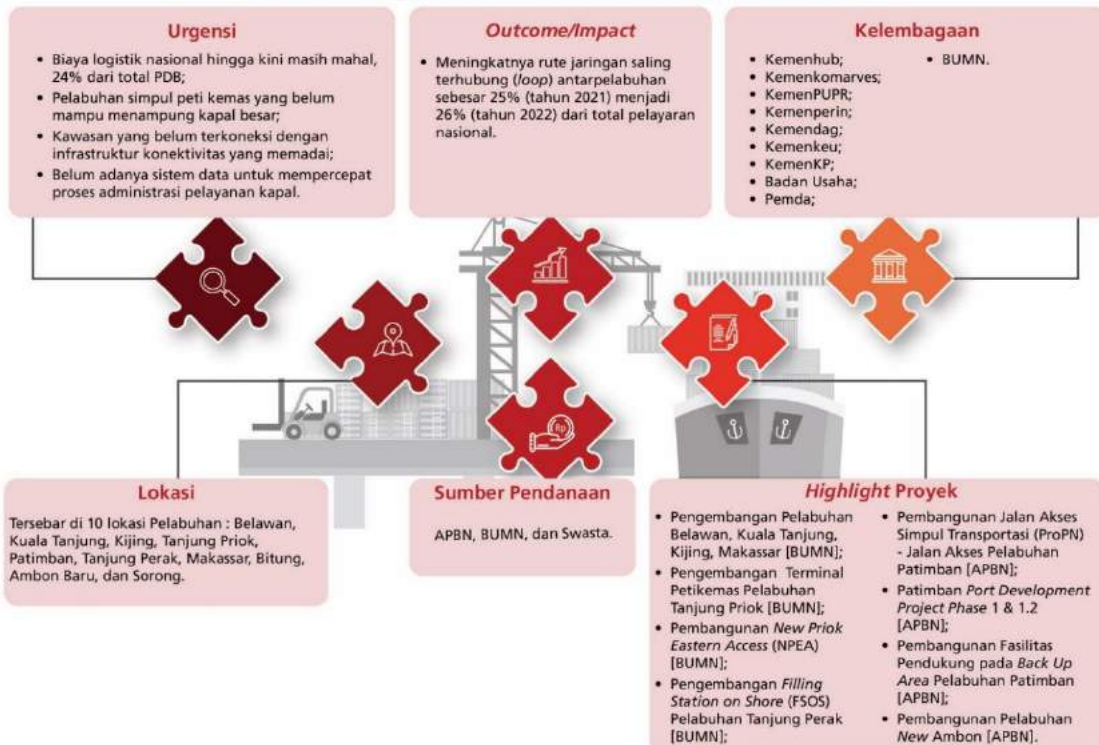 Urgensi
• Biaya logistik nasional hingga kini masih mahal,
24% dari total PDB;
• Pelabuhan simpul peti kemas yang belum
mampu menampung kapal besar;
• Kawasan yang belum terkoneksi dengan
infrastruktur konektivitas yang memadai;
• Belum adanya sistem data untuk mempercepat
proses administrasi pelayanan kapal.
Outcome/Impact
• Meningkatnya rute jaringan saling
terhubung (loop) antarpelabuhan
sebesar 25% (tahun 2021) menjadi
26% (tahun 2022) dari total pelayaran
nasional.
Kelembagaan
• Kemenhub;
• Kemenkomarves;
• KemenPUPR;
• Kemenperin;
• Kemendag;
• Kemenkeu;
• KemenKP;
• Badan Usaha;
• Pemda;
• BUMN.
Rp
Lokasi
Tersebar di 10 lokasi Pelabuhan : Belawan,
Kuala Tanjung, Kijing, Tanjung Priok,
Patimban, Tanjung Perak, Makassar, Bitung,
Ambon Baru, dan Sorong.
Sumber Pendanaan
APBN, BUMN, dan Swasta.
Highlight Proyek
• Pengembangan Pelabuhan
Belawan, Kuala Tanjung,
Kijing, Makassar [BUMN];
• Pengembangan Terminal
Petikemas Pelabuhan
Tanjung Priok [BUMN];
• Pembangunan New Priok
Eastern Access (NPEA)
[BUMN];
• Pengembangan Filling
Station on Shore (FSOS)
Pelabuhan Tanjung Perak
[BUMN];
• Pembangunan Jalan Akses
Simpul Transportasi (ProPN)
- Jalan Akses Pelabuhan
Patimban [APBN];
• Patimban Port Development
Project Phase 1 & 1.2
[APBN];
• Pembangunan Fasilitas
Pendukung pada Back Up
Area Pelabuhan Patimban
[APBN];
• Pembangunan Pelabuhan
New Ambon [APBN].